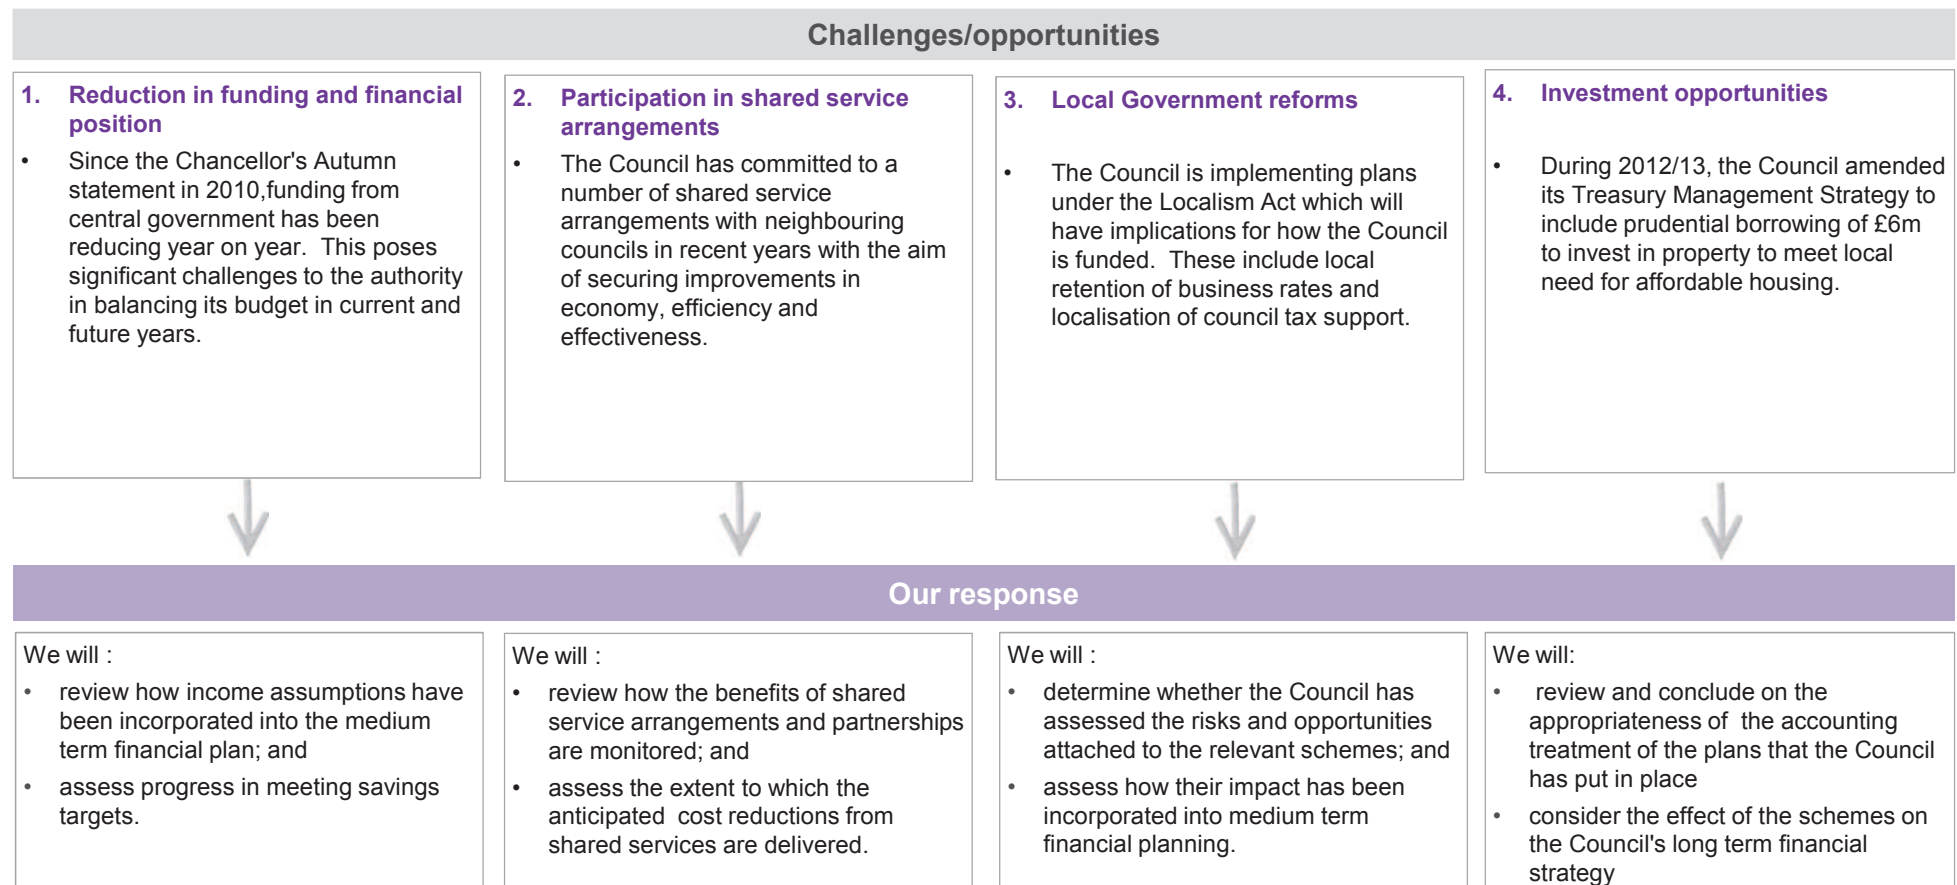 Challenges/opportunities
1. Reduction in funding and financial
position
• Since the Chancellor's Autumn
statement in 2010,funding from
central government has been
reducing year on year. This poses
significant challenges to the authority
in balancing its budget in current and
future years.
2. Participation in shared service
arrangements
• The Council has committed to a
number of shared service
arrangements with neighbouring
councils in recent years with the aim
of securing improvements in
economy, efficiency and
effectiveness.
3. Local Government reforms
• The Council is implementing plans
under the Localism Act which will
have implications for how the Council
is funded. These include local
retention of business rates and
localisation of council tax support.
4. Investment opportunities
• During 2012/13, the Council amended
its Treasury Management Strategy to
include prudential borrowing of £6m
to invest in property to meet local
need for affordable housing.
Our response
We will :
• review how income assumptions have
been incorporated into the medium
term financial plan; and
• assess progress in meeting savings
targets.
We will :
• review how the benefits of shared
service arrangements and partnerships
are monitored; and
• assess the extent to which the
anticipated cost reductions from
shared services are delivered.
We will :
• determine whether the Council has
assessed the risks and opportunities
attached to the relevant schemes; and
• assess how their impact has been
incorporated into medium term
financial planning.
We will:
• review and conclude on the
appropriateness of the accounting
treatment of the plans that the Council
has put in place
• consider the effect of the schemes on
the Council's long term financial
strategy